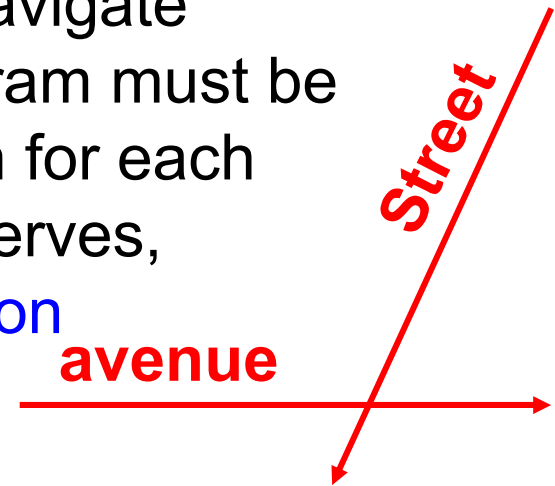 avigate
ram must be
for each
erves,
on
avenue
Street